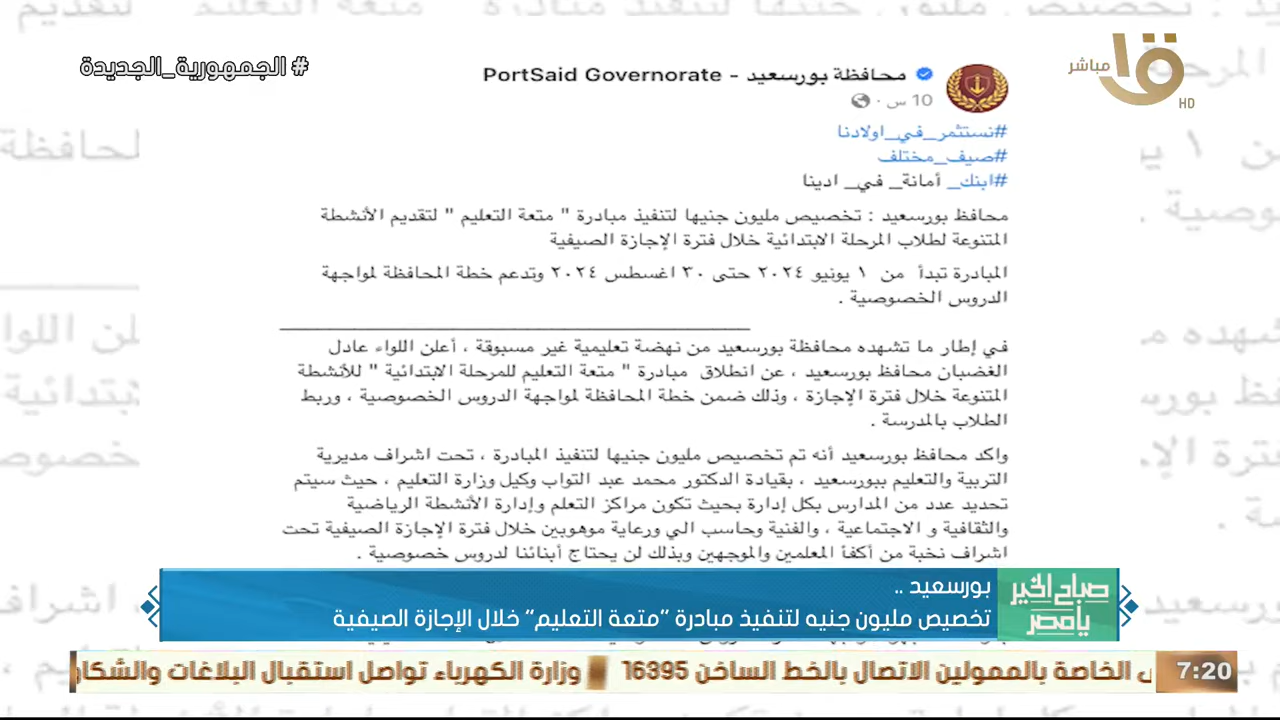 # الجمهورية_الجديدة
مباشر
HD
محافظة بورسعيد - PortSaid Governorate
10 س ·
#نستثمر_في_اولادنا
#صيف_مختلف
#ابنك_ أمانة_ في_ ادينا
محافظ بورسعيد : تخصيص مليون جنيها لتنفيذ مبادرة " متعة التعليم " لتقديم الأنشطة
المتنوعة لطلاب المرحلة الابتدائية خلال فترة الإجازة الصيفية
المبادرة تبدأ من ١ يونيو ٢٠٢٤ حتى ٣٠ اغسطس ٢٠٢٤ وتدعم خطة المحافظة لمواجهة
الدروس الخصوصية .
في إطار ما تشهده محافظة بورسعيد من نهضة تعليمية غير مسبوقة ، أعلن اللواء عادل
الغضبان محافظ بورسعيد ، عن انطلاق مبادرة " متعة التعليم للمرحلة الابتدائية " للأنشطة
المتنوعة خلال فترة الإجازة ، وذلك ضمن خطة المحافظة لمواجهة الدروس الخصوصية ، وربط
الطلاب بالمدرسة .
واكد محافظ بورسعيد أنه تم تخصيص مليون جنيها لتنفيذ المبادرة ، تحت اشراف مديرية
التربية والتعليم ببورسعيد ، بقيادة الدكتور محمد عبد التواب وكيل وزارة التعليم ، حيث سيتم
تحديد عدد من المدارس بكل إدارة بحيث تكون مراكز التعلم وإدارة الأنشطة الرياضية
والثقافية و الاجتماعية ، والفنية وحاسب الي ورعاية موهوبين خلال فترة الإجازة الصيفية تحت
اشراف نخبة من أكفأ المعلمين والموجهين وبذلك لن يحتاج أبنائنا لدروس خصوصية .
صباح الخير
يا مصر
بورسعيد ..
تخصيص مليون جنيه لتنفيذ مبادرة "متعة التعليم" خلال الإجازة الصيفية
7:20
الخاصة بالممولين الاتصال بالخط الساخن 16395
وزارة الكهرباء تواصل استقبال البلاغات والشكاو